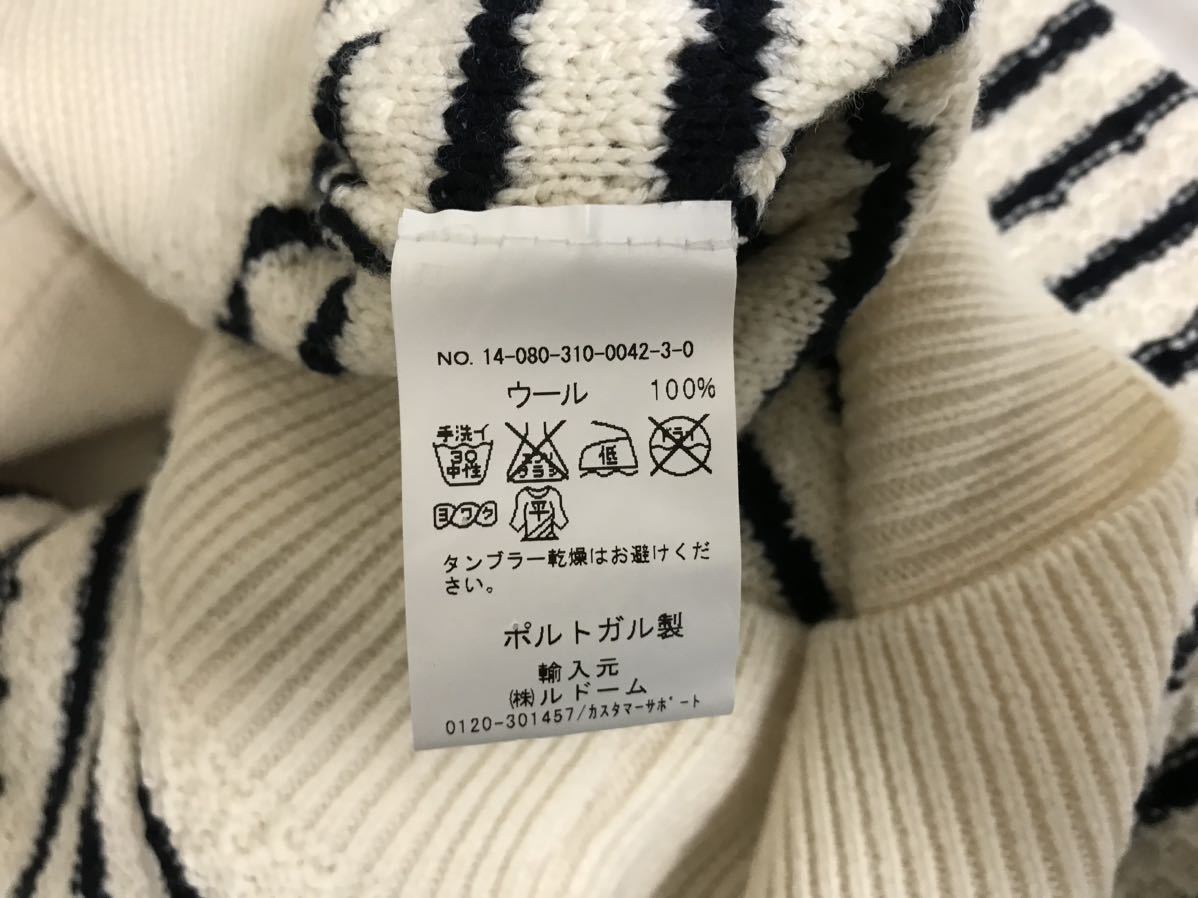 NO. 14-080-310-0042-3-0
ウール 100%
手洗イ
30
中性
エンソ
サラシ
低
ドライ
ヨワク
平
タンブラー乾燥はお避けくだ
さい。
ポルトガル製
輸入元
㈱ルドーム
0120-301457/カスタマーサポート